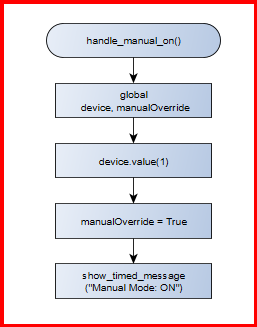 handle_manual_on()
global
device, manualOverride
device.value(1)
manualOverride = True
show_timed_message
("Manual Mode: ON")